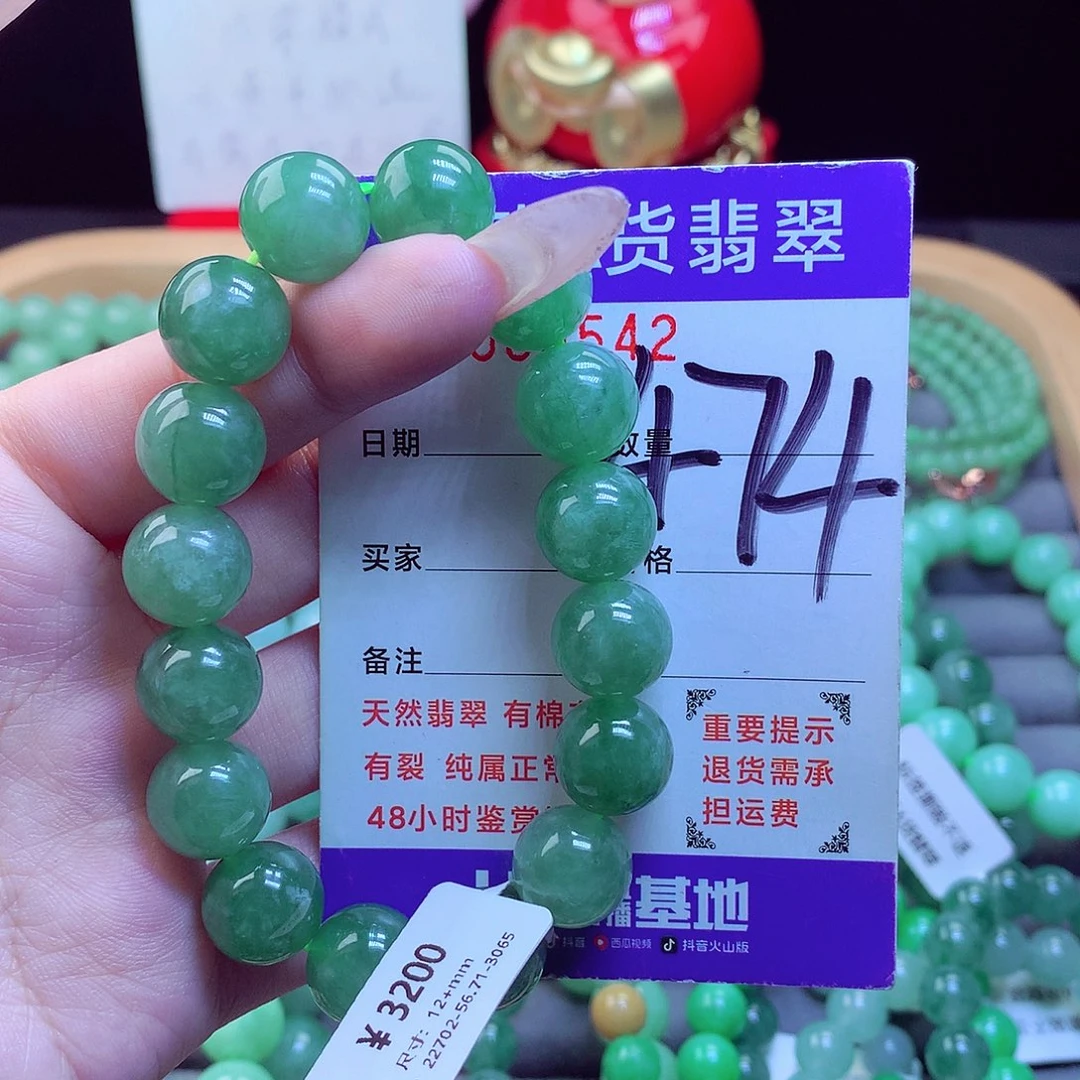 货翡翠
542
474
日期 数量
买家 格
备注
天然翡翠 有棉
有裂 纯属正常
48小时鉴赏
重要提示
退货需承
担运费
播基地
抖音 西瓜视频 抖音火山版
¥ 3200
尺寸: 12+mm
22702-56.71-3065